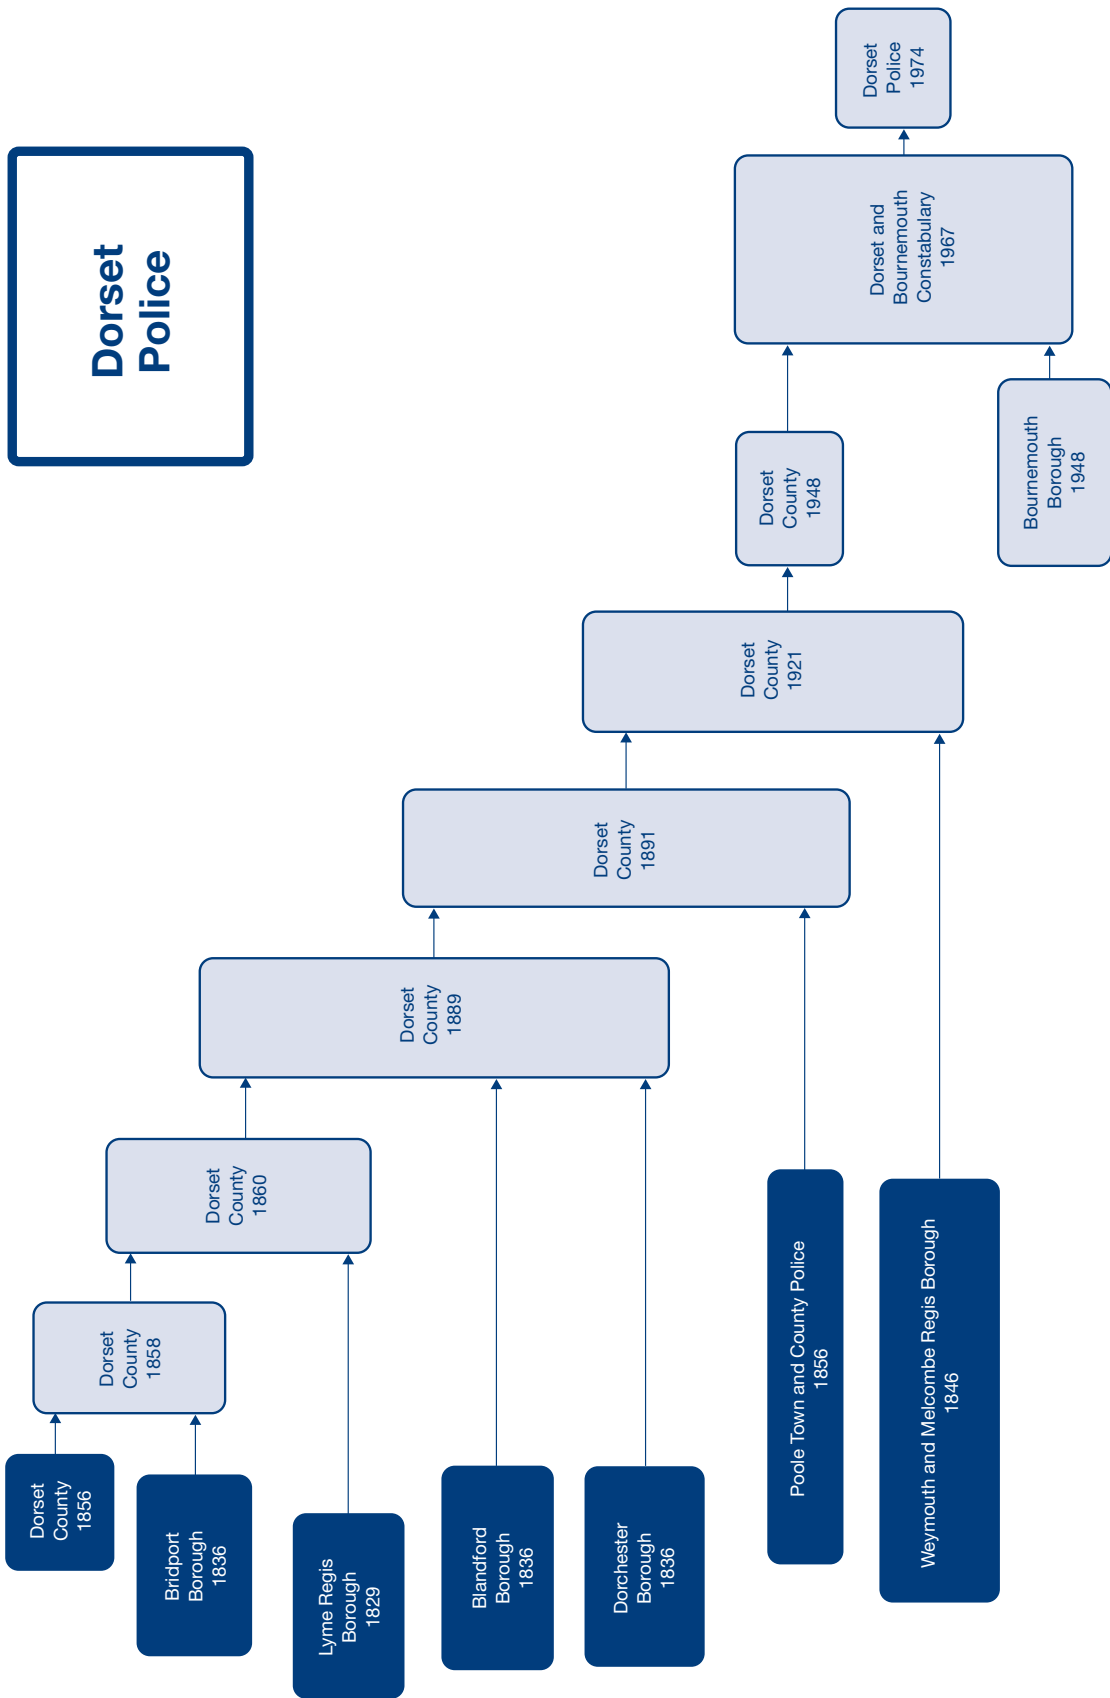 Dorset
Police
Dorset
County
1856
Bridport
Borough
1836
Lyme Regis
Borough
1829
Blandford
Borough
1836
Dorchester
Borough
1836
Poole Town and County Police
1856
Weymouth and Melcombe Regis Borough
1846
Dorset
County
1858
Dorset
County
1860
Dorset
County
1889
Dorset
County
1891
Dorset
County
1921
Dorset
County
1948
Bournemouth
Borough
1948
Dorset and
Bournemouth
Constabulary
1967
Dorset
Police
1974